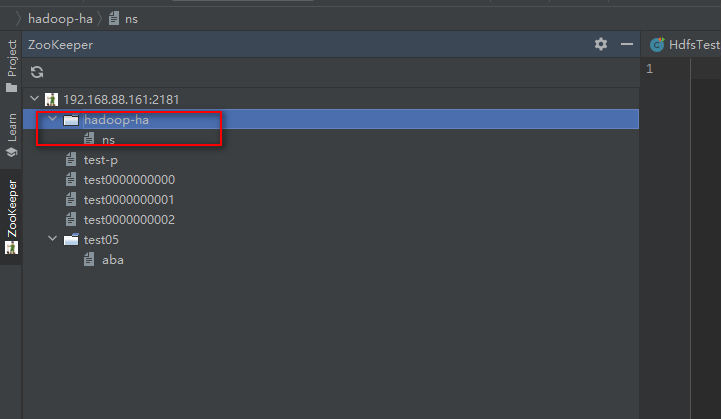 hadoop-ha ns
Project
Learn
ZooKeeper
ZooKeeper
192.168.88.161:2181
hadoop-ha
ns
test-p
test0000000000
test0000000001
test0000000002
test05
aba
HdfsTest
1